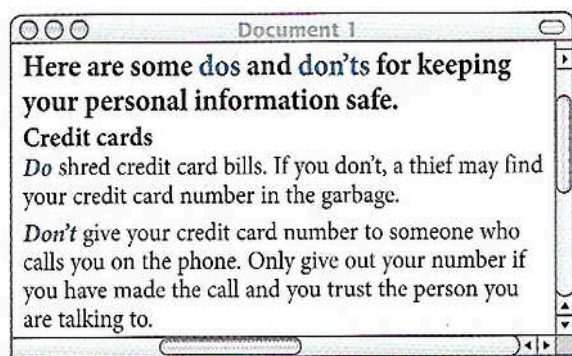 Document 1
Here are some dos and don'ts for keeping
your personal information safe.
Credit cards
Do shred credit card bills. If you don't, a thief may find
your credit card number in the garbage.
Don't give your credit card number to someone who
calls you on the phone. Only give out your number if
you have made the call and you trust the person you
are talking to.